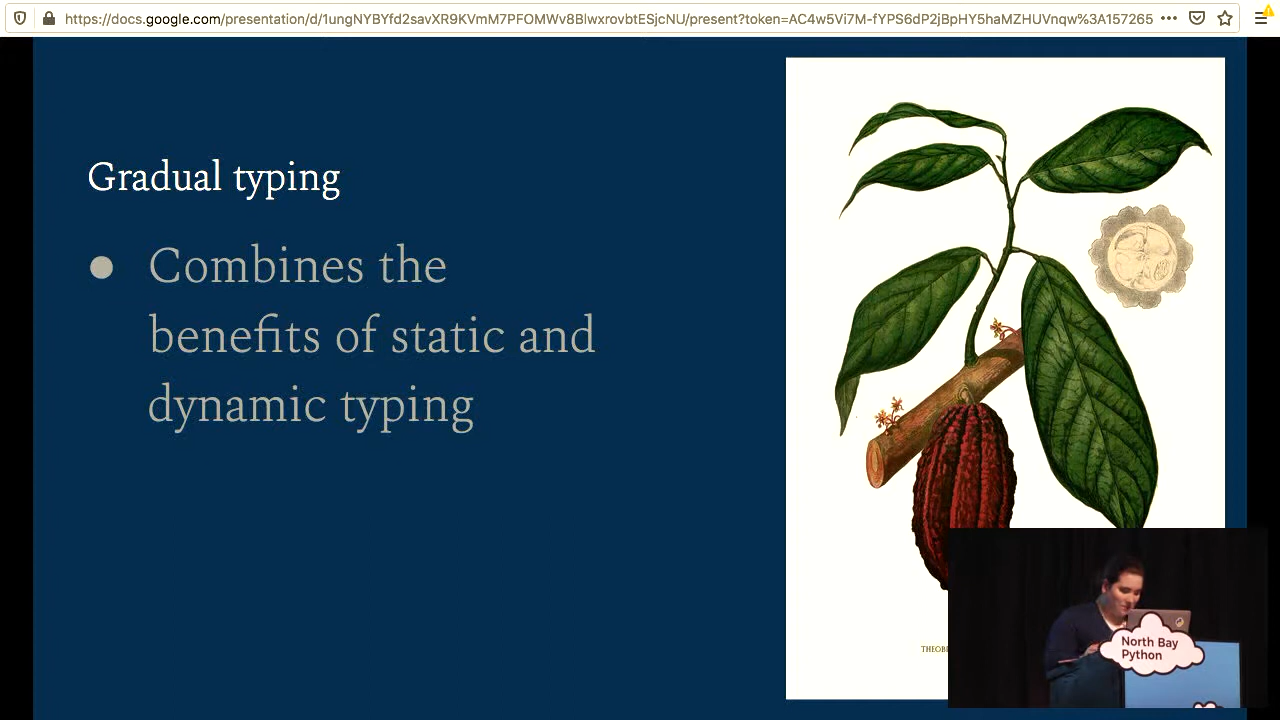 https://docs.google.com/presentation/d/1ungNYBYfd2savXR9KVmM7PFOMWv8BlwxrovbtESjcNU/present?token=AC4w5Vi7M-fYPS6dP2jBpHY5haMZHUVnqw%3A157265
Gradual typing
● Combines the
benefits of static and
dynamic typing
North Bay
Python